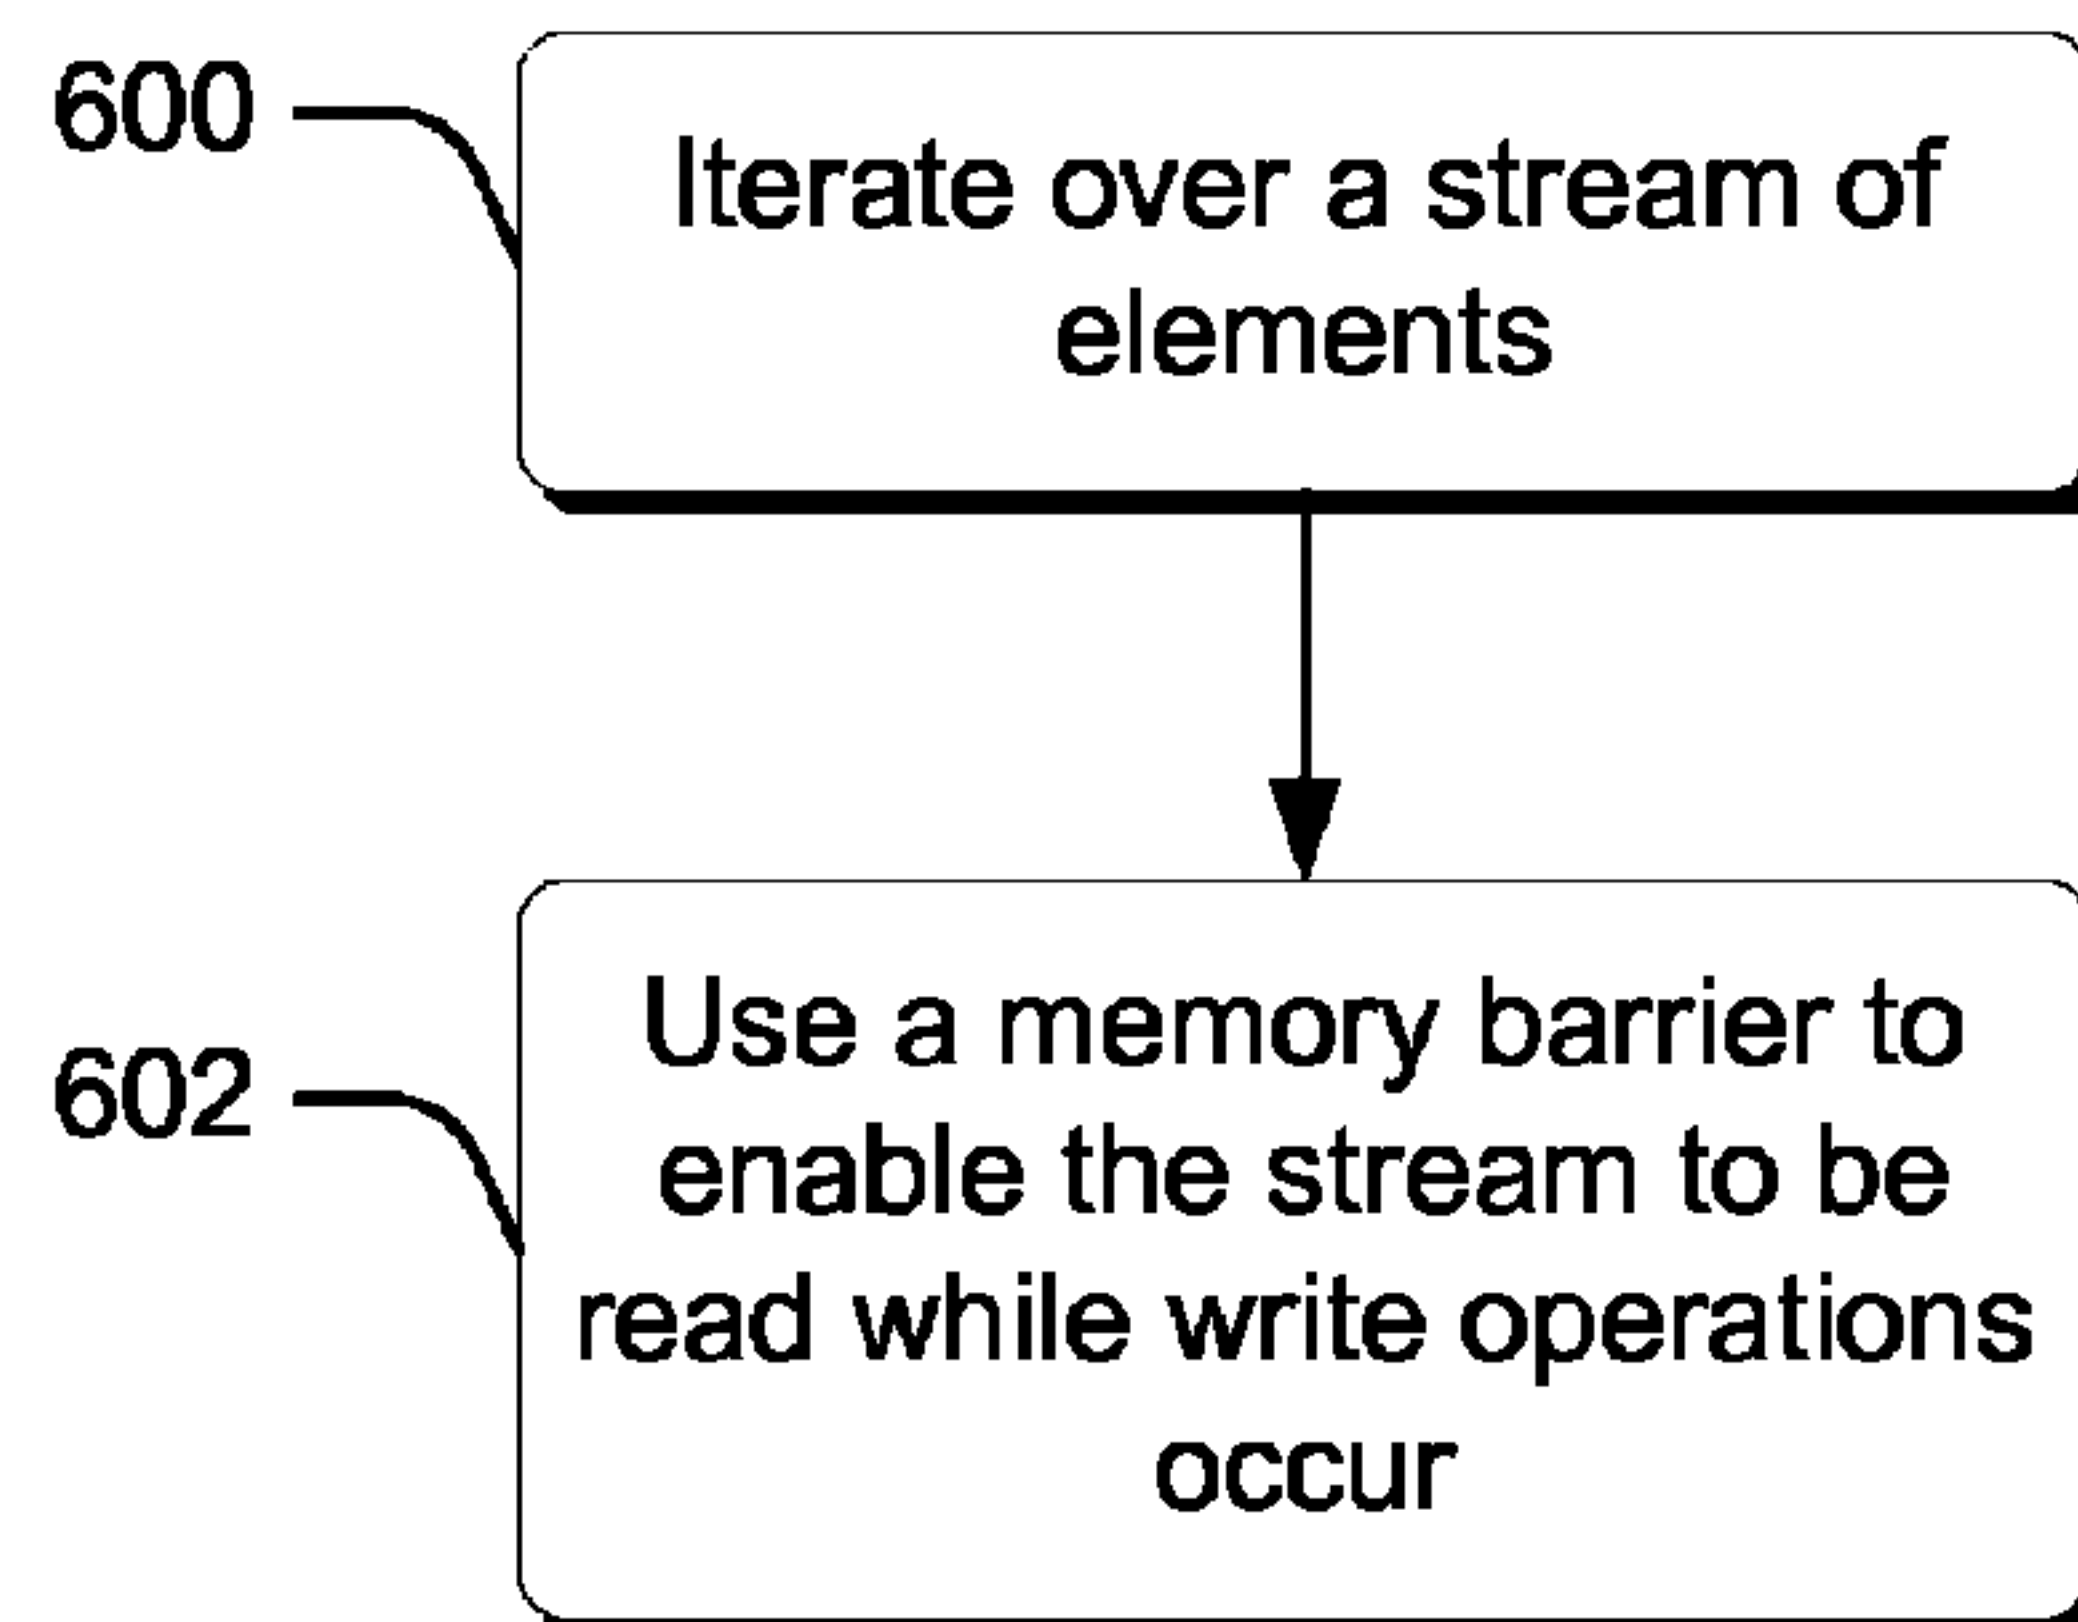 600
Iterate over a stream of
elements
602
Use a memory barrier to
enable the stream to be
read while write operations
occur